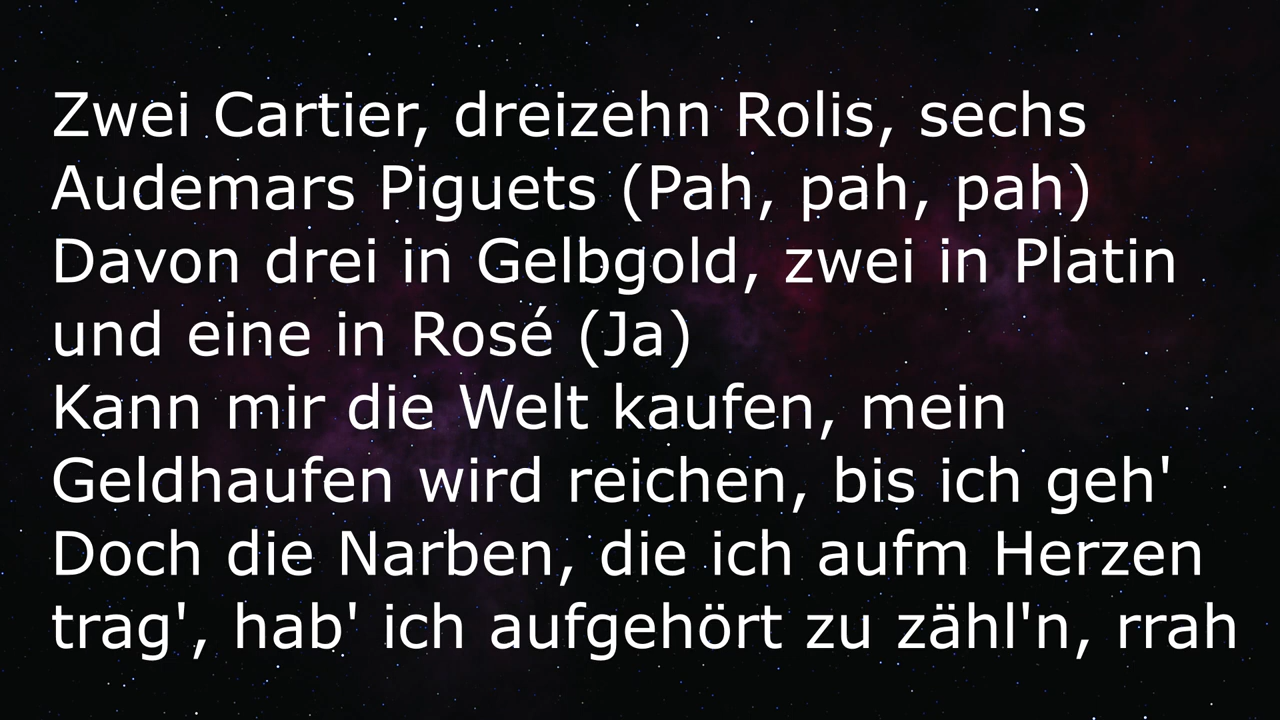 Zwei Cartier, dreizehn Rolis, sechs
Audemars Piguets (Pah, pah, pah)
Davon drei in Gelbgold, zwei in Platin
und eine in Rosé (Ja)
Kann mir die Welt kaufen, mein
Geldhaufen wird reichen, bis ich geh'
Doch die Narben, die ich aufm Herzen
trag', hab' ich aufgehört zu zähl'n, rrah